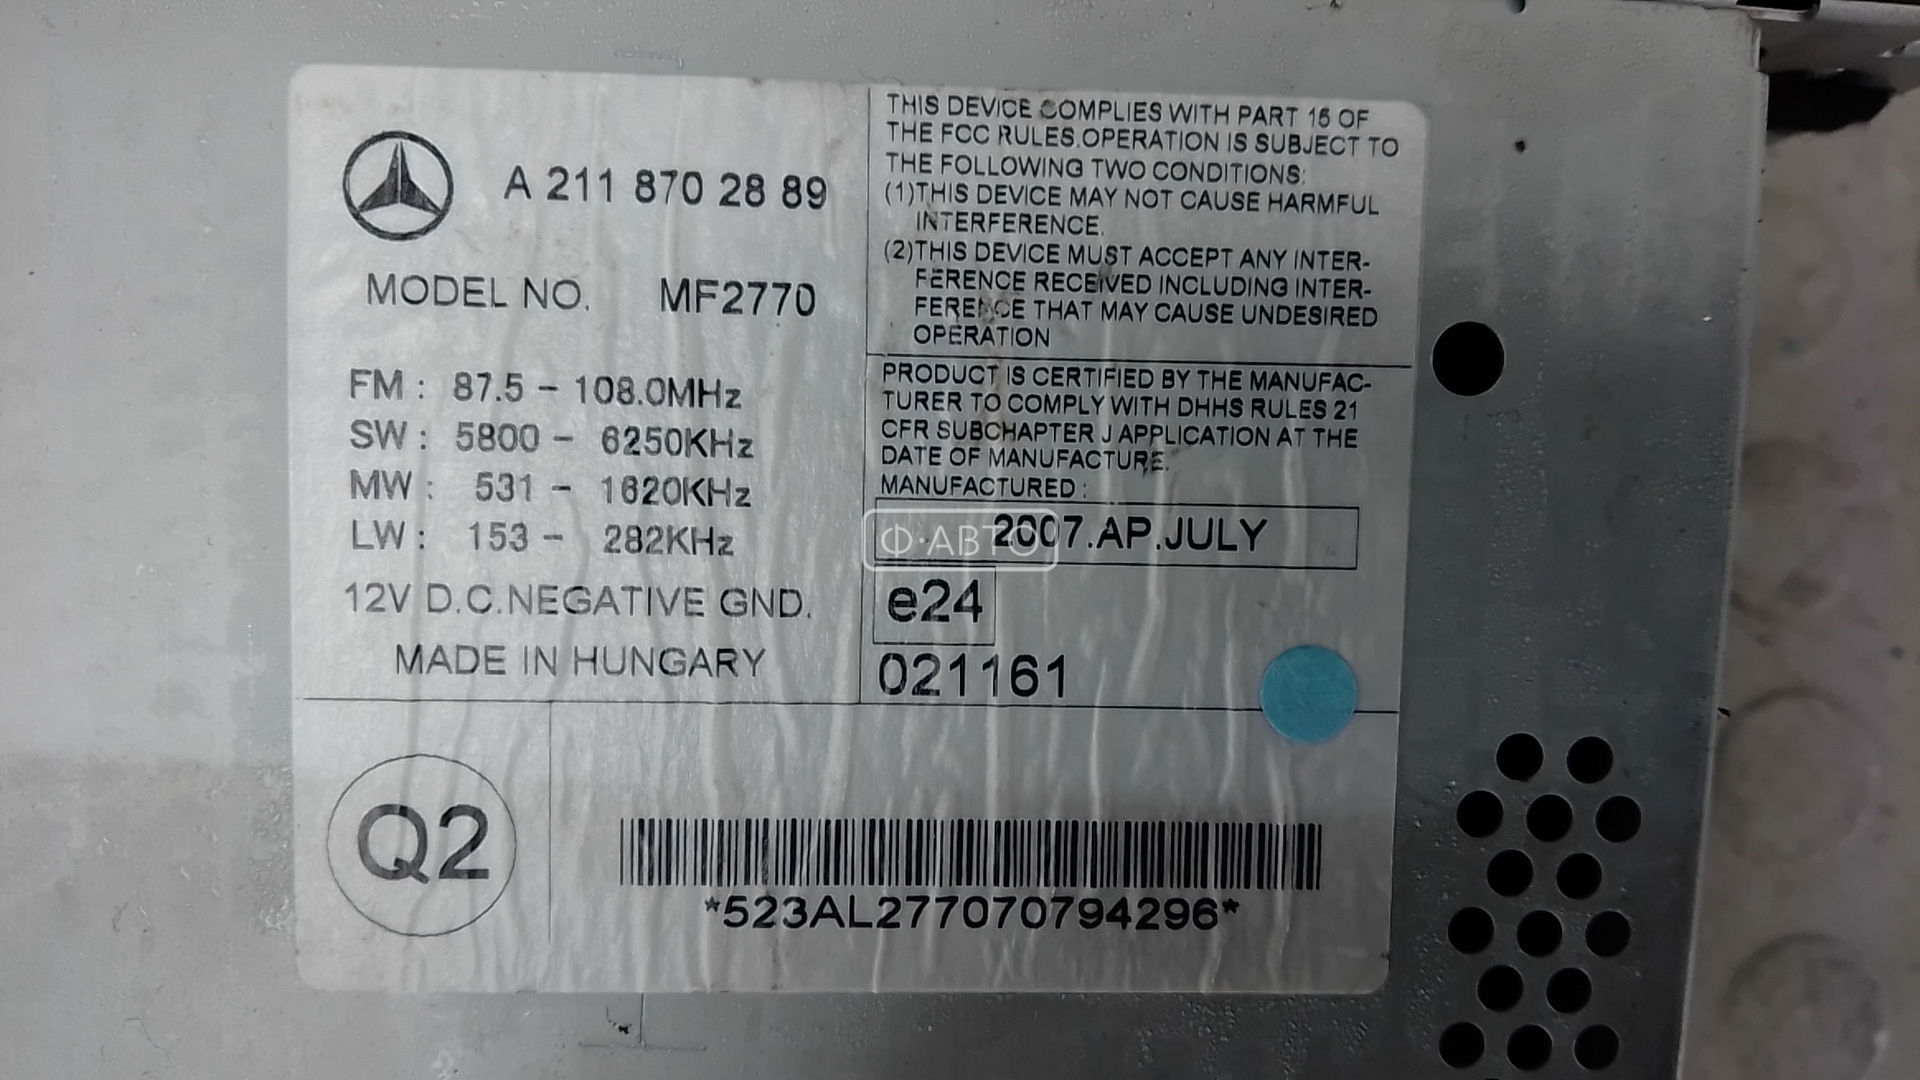 A 211 870 28 89
MODEL NO. MF2770
FM : 87.5 - 108.0MHz
SW : 5800 - 6250KHz
MW : 531 - 1620KHz
LW : 153 - 282KHz
12V D.C.NEGATIVE GND.
MADE IN HUNGARY
THIS DEVICE COMPLIES WITH PART 15 OF
THE FCC RULES.OPERATION IS SUBJECT TO
THE FOLLOWING TWO CONDITIONS:
(1)THIS DEVICE MAY NOT CAUSE HARMFUL
INTERFERENCE.
(2)THIS DEVICE MUST ACCEPT ANY INTER-
FERENCE RECEIVED INCLUDING INTER-
FERENCE THAT MAY CAUSE UNDESIRED
OPERATION
PRODUCT IS CERTIFIED BY THE MANUFAC-
TURER TO COMPLY WITH DHHS RULES 21
CFR SUBCHAPTER J APPLICATION AT THE
DATE OF MANUFACTURE.
MANUFACTURED :
2007.AP.JULY
Ф·АВТО
e24
021161
Q2
*523AL277070794296*